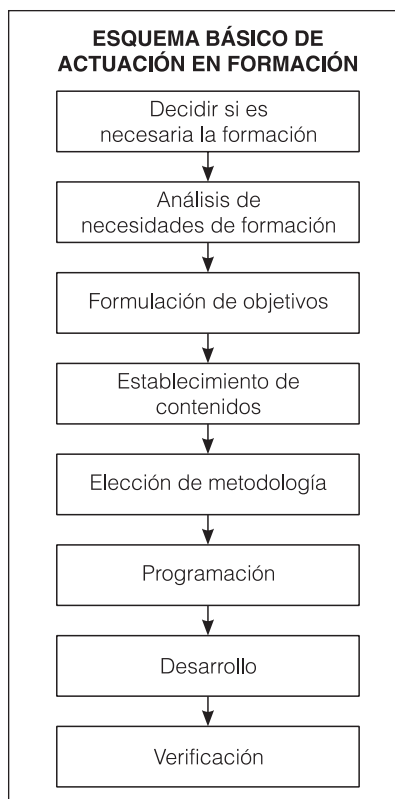 ESQUEMA BÁSICO DE
ACTUACIÓN EN FORMACIÓN
Decidir si es
necesaria la formación
Análisis de
necesidades de formación
Formulación de objetivos
Establecimiento de
contenidos
Elección de metodología
Programación
Desarrollo
Verificación